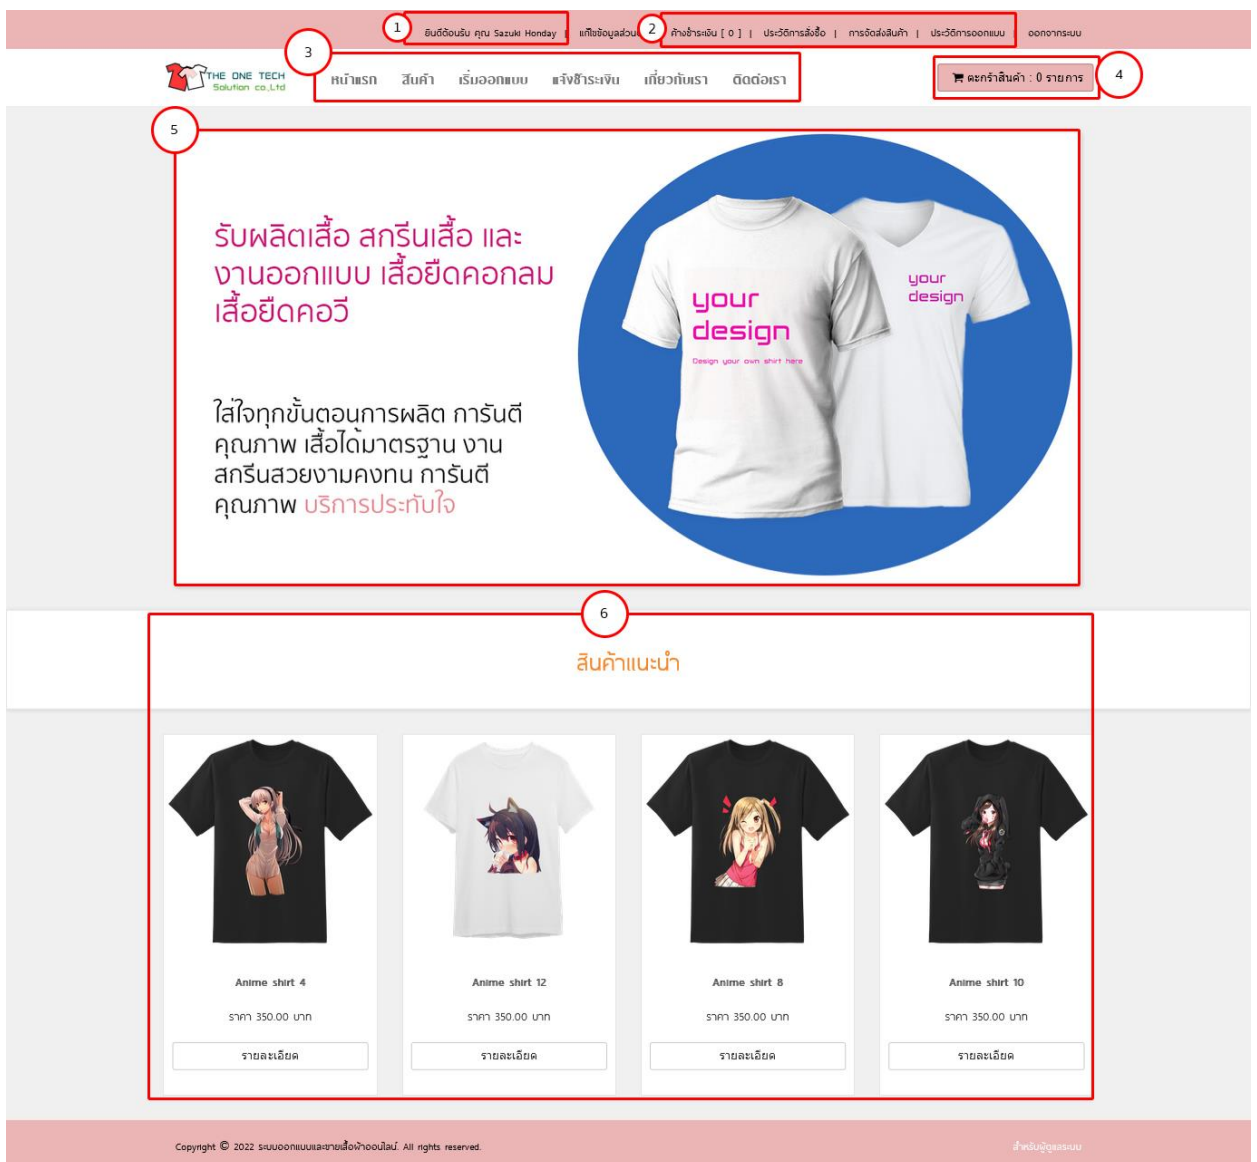 1
ยินดีต้อนรับ คุณ Sazuki Honday | แก้ไขข้อมูลส่วน
2
ค้างชำระเงิน [ 0 ] | ประวัติการสั่งซื้อ | การจัดส่งสินค้า | ประวัติการออกแบบ | ออกจากระบบ
3
THE ONE TECH
Solution co.,Ltd
หน้าแรก สินค้า เริ่มออกแบบ แจ้งชำระเงิน เกี่ยวกับเรา ติดต่อเรา
ตะกร้าสินค้า : 0 รายการ
4
5
รับผลิตเสื้อ สกรีนเสื้อ และ
งานออกแบบ เสื้อยืดคอกลม
เสื้อยืดคอวี
your
design
Design your own shirt here
your
design
ใส่ใจทุกขั้นตอนการผลิต การันตี
คุณภาพ เสื้อได้มาตรฐาน งาน
สกรีนสวยงามคงทน การันตี
คุณภาพ บริการประทับใจ
6
สินค้าแนะนำ
Anime shirt 4
ราคา 350.00 บาท
รายละเอียด
Anime shirt 12
ราคา 350.00 บาท
รายละเอียด
Anime shirt 8
ราคา 350.00 บาท
รายละเอียด
Anime shirt 10
ราคา 350.00 บาท
รายละเอียด
Copyright © 2022 ระบบออกแบบและขายเสื้อผ้าออนไลน์. All rights reserved.
สำหรับผู้ดูแลระบบ